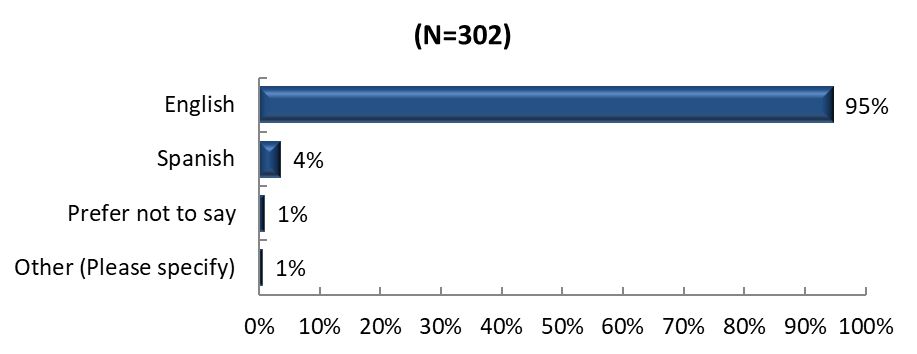 (N=302)
English 95%
Spanish 4%
Prefer not to say 1%
Other (Please specify) 1%
0% 10% 20% 30% 40% 50% 60% 70% 80% 90% 100%